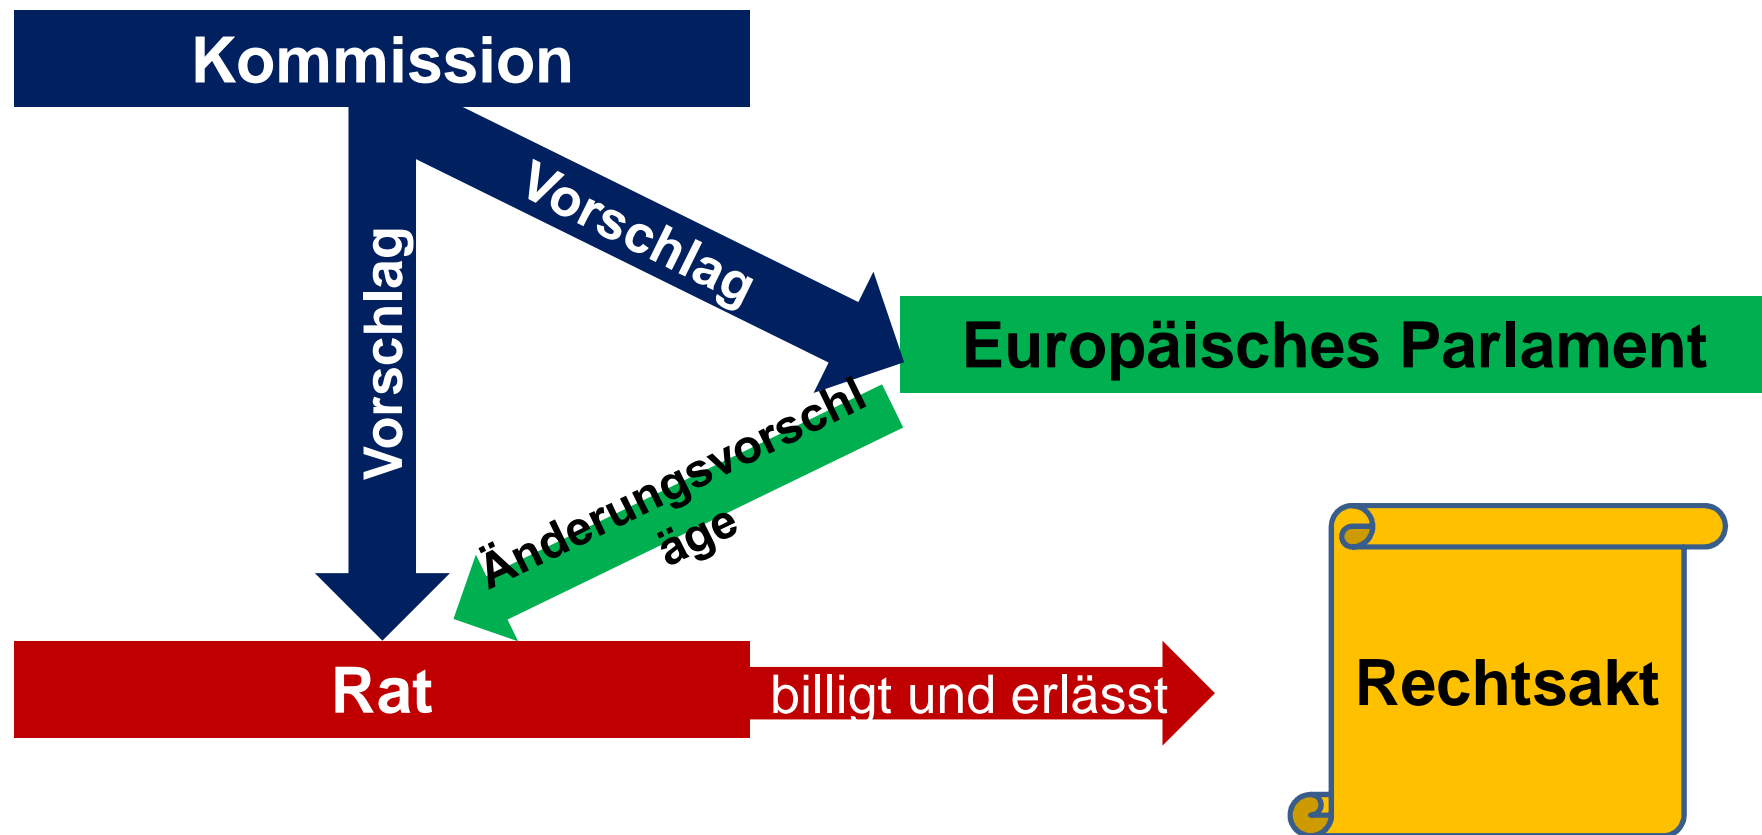 Kommission
Vorschlag
Vorschlag
Europäisches Parlament
Änderungsvorschl
äge
Rat
billigt und erlässt
Rechtsakt